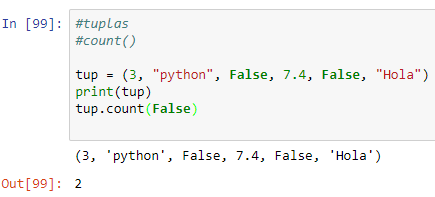 In [99]: #tuplas
#count()
tup = (3, "python", False, 7.4, False, "Hola")
print(tup)
tup.count(False)
(3, 'python', False, 7.4, False, 'Hola')
Out[99]: 2